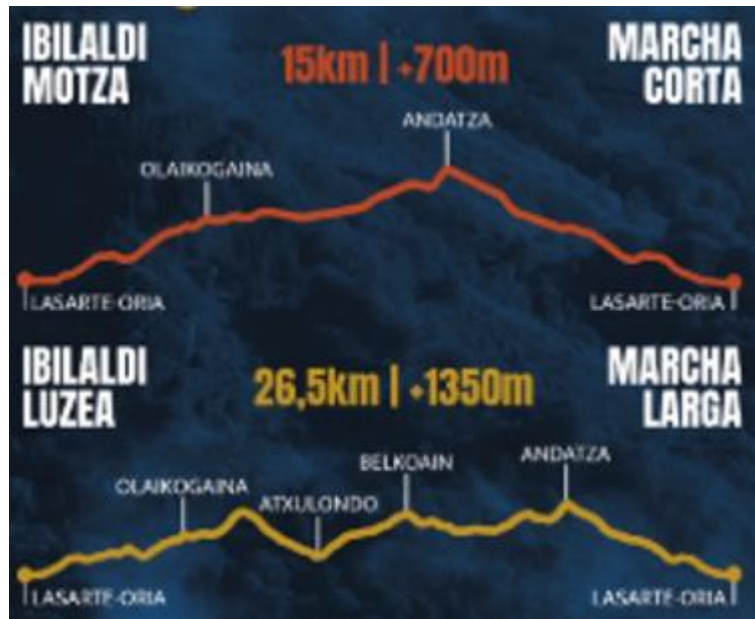 IBILALDI
MOTZA
15km | +700m
MARCHA
CORTA
ANDATZA
OLAIKOGAINA
LASARTE-ORIA
LASARTE-ORIA
IBILALDI
LUZEA
26,5km | +1350m
MARCHA
LARGA
ANDATZA
BELKOAIN
OLAIKOGAINA
ATXULONDO
LASARTE-ORIA
LASARTE-ORIA